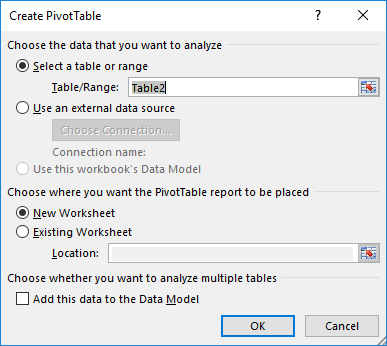 Create PivotTable
?
×
Choose the data that you want to analyze
Select a table or range
Table/Range: Table2
Use an external data source
Choose Connection...
Connection name:
Use this workbook's Data Model
Choose where you want the PivotTable report to be placed
New Worksheet
Existing Worksheet
Location:
Choose whether you want to analyze multiple tables
Add this data to the Data Model
OK Cancel